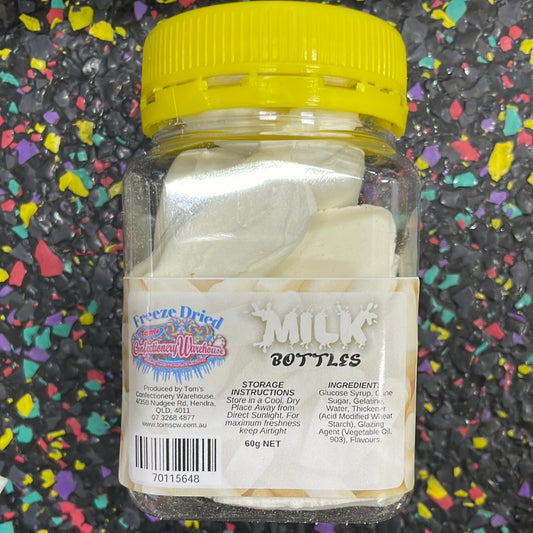 Freeze Dried
Tom's
Confectionery Warehouse
Produced by Tom's
Confectionery Warehouse.
4/358 Nudgee Rd, Hendra.
QLD, 4011
07 3268 4877
www.tomscw.com.au
70115648
MILK
BOTTLES
STORAGE
INSTRUCTIONS
Store in a Cool, Dry
Place Away from
Direct Sunlight. For
maximum freshness
keep Airtight
60g NET
INGREDIENTS
Glucose Syrup, Cane
Sugar, Gelatine,
Water, Thickener
(Acid Modified Wheat
Starch), Glazing
Agent (Vegetable Oil,
903), Flavours.